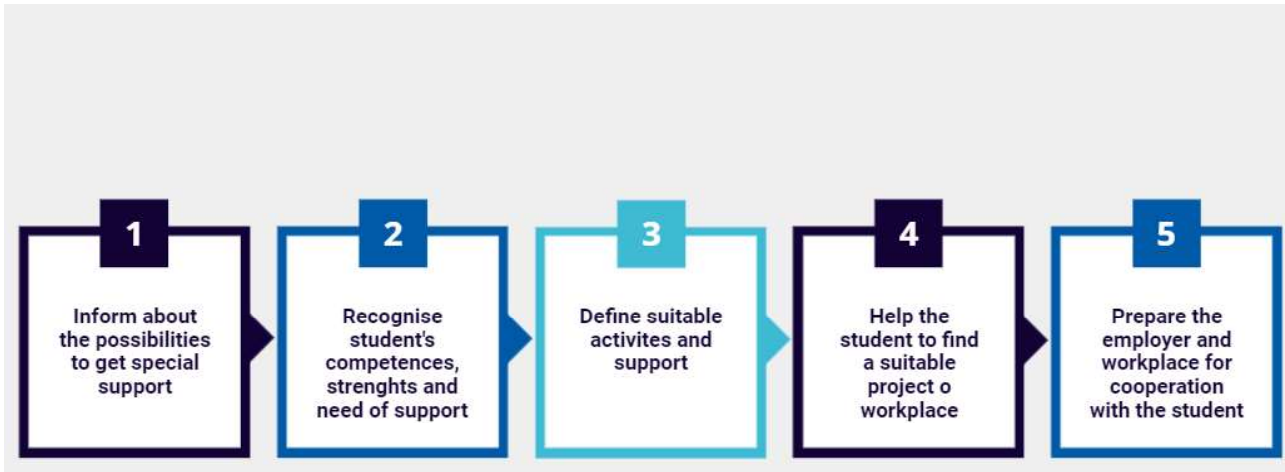 1
Inform about
the possibilities
to get special
support
2
Recognise
student's
competences,
strenghts and
need of support
3
Define suitable
activites and
support
4
Help the
student to find
a suitable
project o
workplace
5
Prepare the
employer and
workplace for
cooperation
with the student